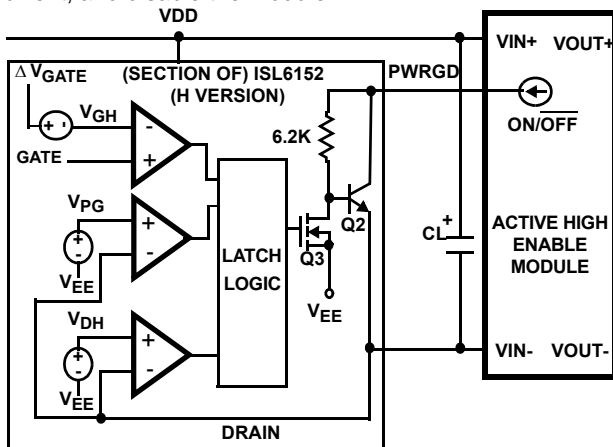 VDD
(SECTION OF) ISL6152
(H VERSION)
Δ VGATE
VGH
GATE
VPG
VEE
VDH
VEE
LATCH
LOGIC
6.2K
Q2
Q3
VEE
DRAIN
PWRGD
CL
VIN+ VOUT+
ON/OFF
ACTIVE HIGH
ENABLE
MODULE
VIN- VOUT-